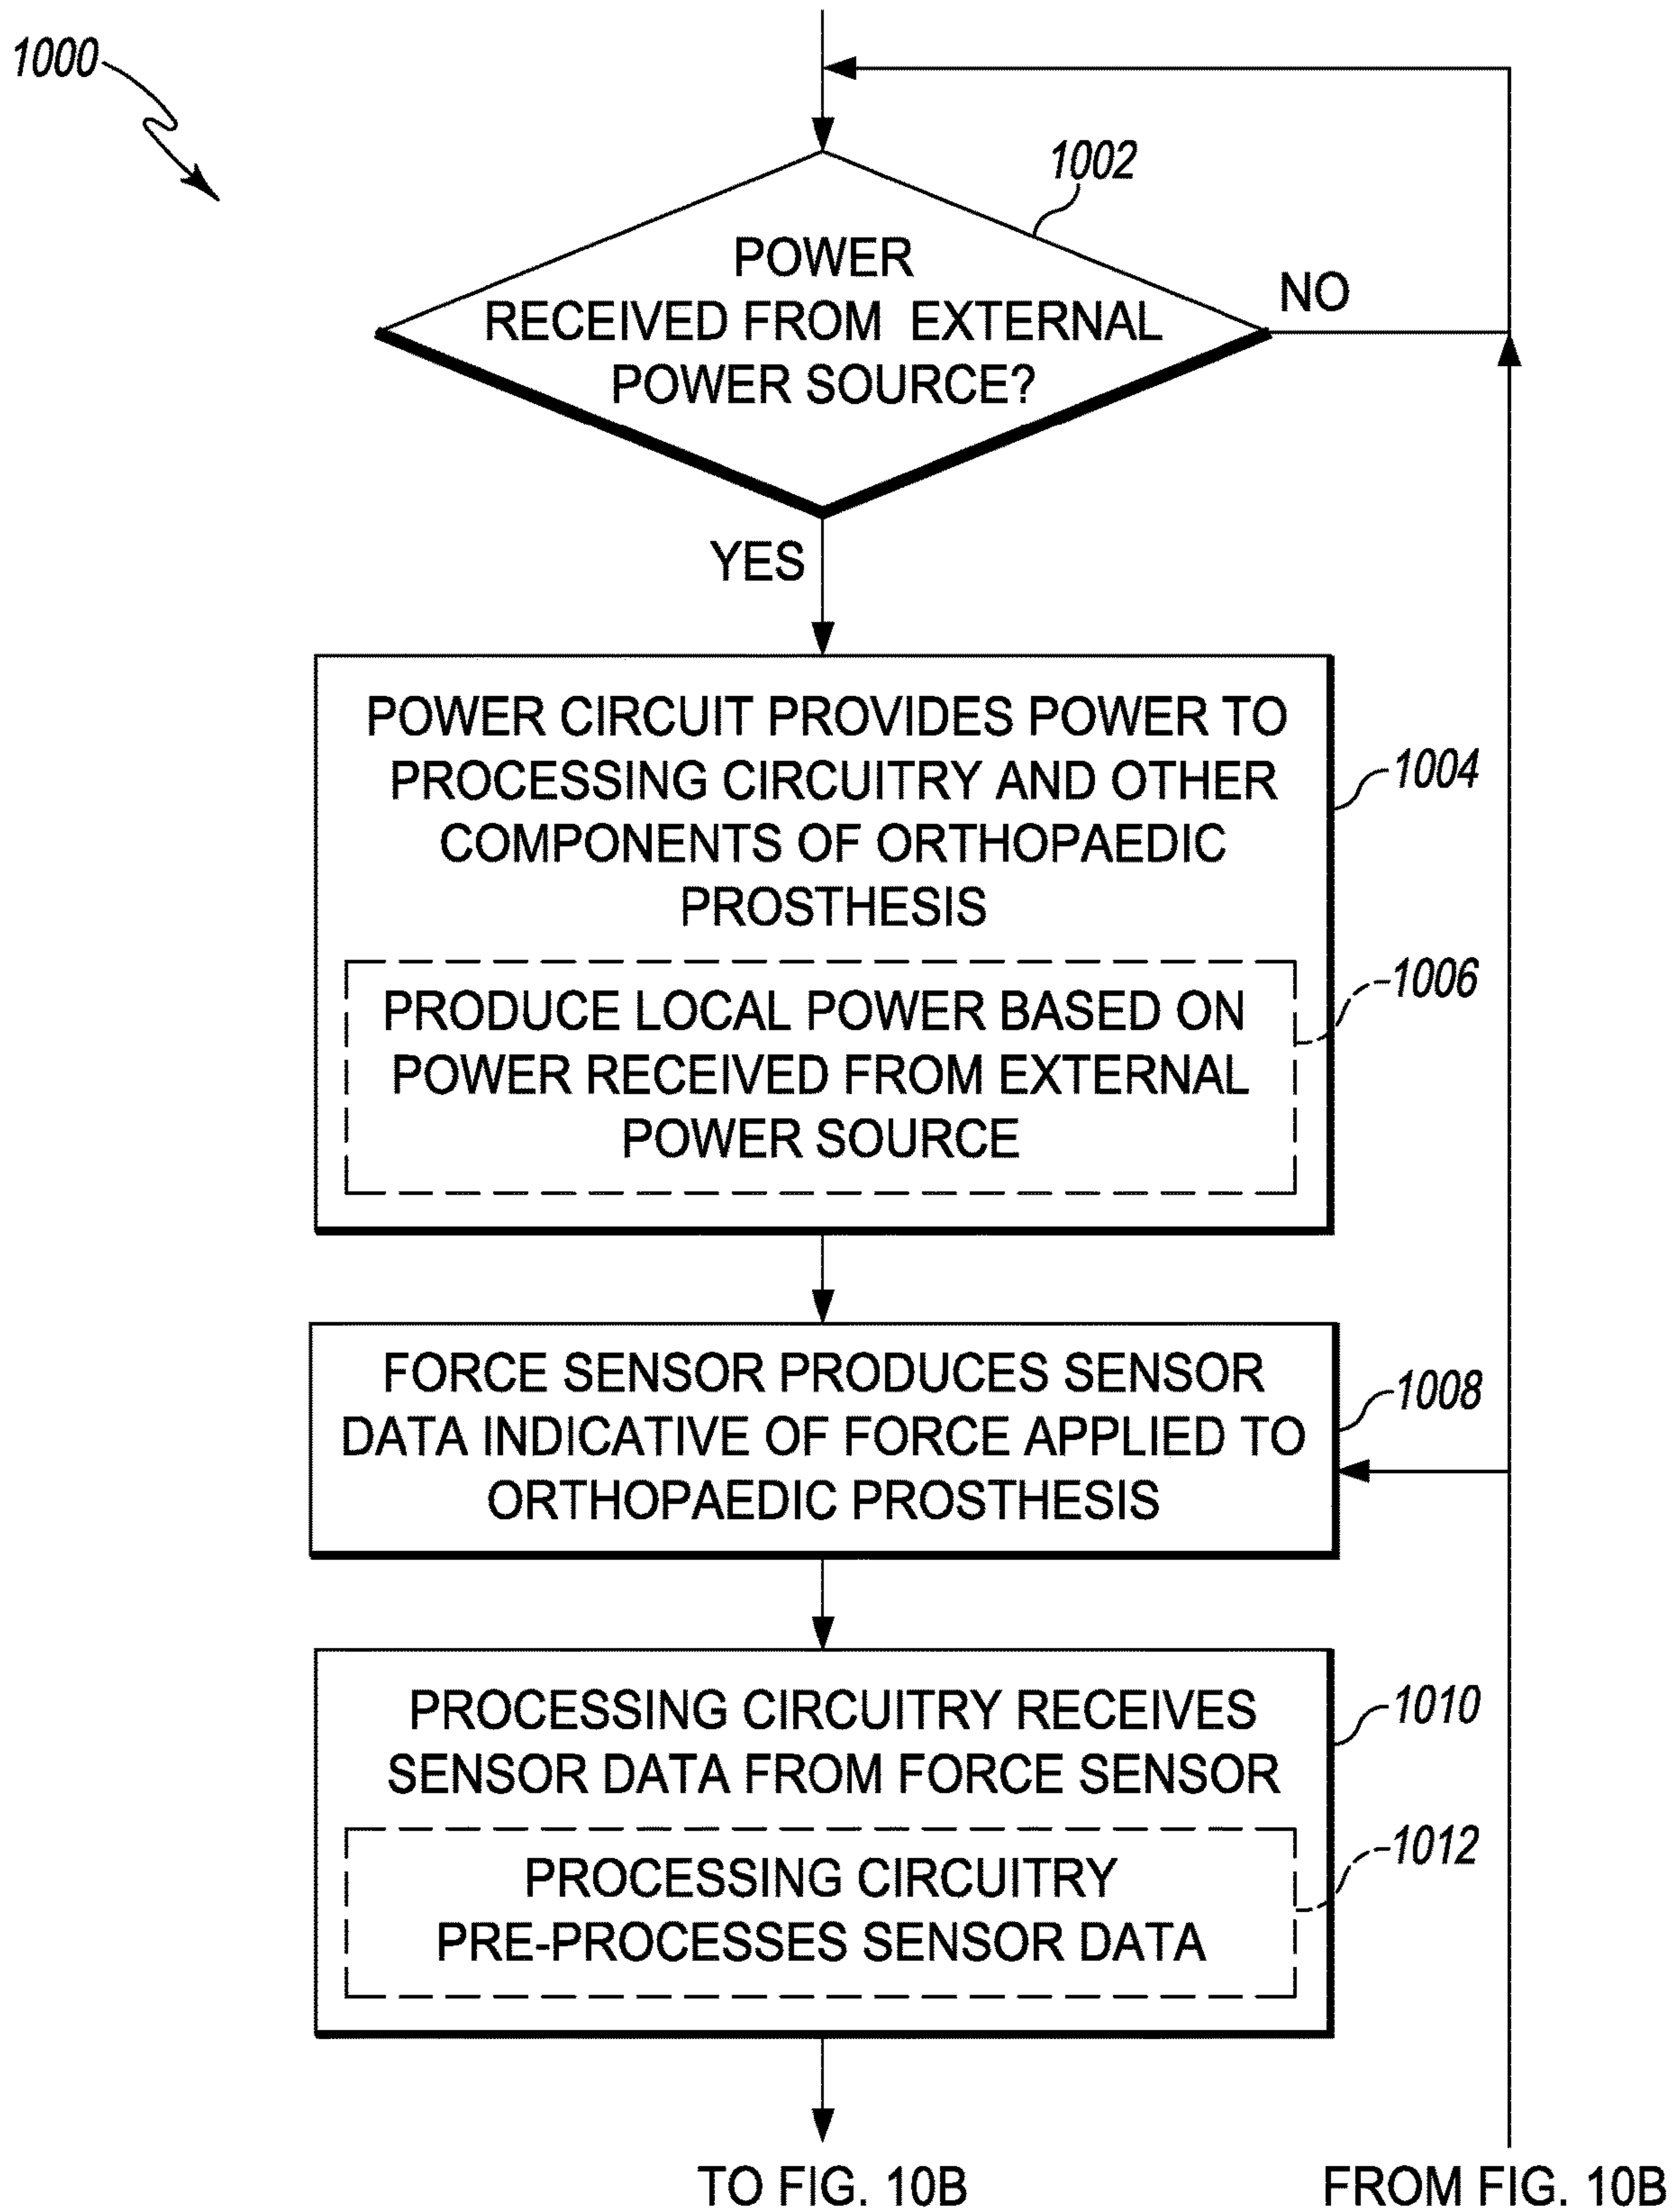 1000
1002
POWER
RECEIVED FROM EXTERNAL
POWER SOURCE?
NO
YES
POWER CIRCUIT PROVIDES POWER TO
PROCESSING CIRCUITRY AND OTHER
COMPONENTS OF ORTHOPAEDIC
PROSTHESIS
1004
PRODUCE LOCAL POWER BASED ON
POWER RECEIVED FROM EXTERNAL
POWER SOURCE
1006
FORCE SENSOR PRODUCES SENSOR
DATA INDICATIVE OF FORCE APPLIED TO
ORTHOPAEDIC PROSTHESIS
1008
PROCESSING CIRCUITRY RECEIVES
SENSOR DATA FROM FORCE SENSOR
1010
PROCESSING CIRCUITRY
PRE-PROCESSES SENSOR DATA
1012
TO FIG. 10B
FROM FIG. 10B